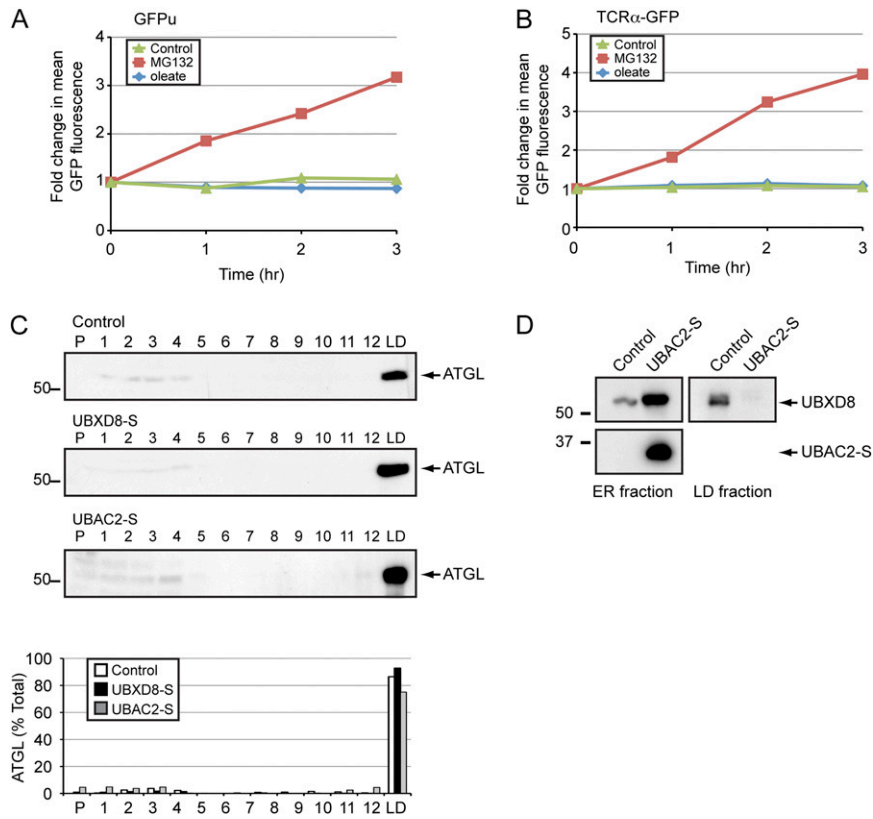 A
GFPu
Control
MG132
oleate
Fold change in mean
GFP fluorescence
4
3
2
1
0
0 1 2 3
Time (hr)
B
TCRα-GFP
Control
MG132
oleate
Fold change in mean
GFP fluorescence
5
4
3
2
1
0
0 1 2 3
Time (hr)
C
Control
P 1 2 3 4 5 6 7 8 9 10 11 12 LD
50
ATGL
UBXD8-S
P 1 2 3 4 5 6 7 8 9 10 11 12 LD
50
ATGL
UBAC2-S
P 1 2 3 4 5 6 7 8 9 10 11 12 LD
50
ATGL
ATGL (% Total)
100
80
60
40
20
0
Control
UBXD8-S
UBAC2-S
P 1 2 3 4 5 6 7 8 9 10 11 12 LD
D
Control
UBAC2-S
Control
UBAC2-S
50
UBXD8
37
UBAC2-S
ER fraction
LD fraction